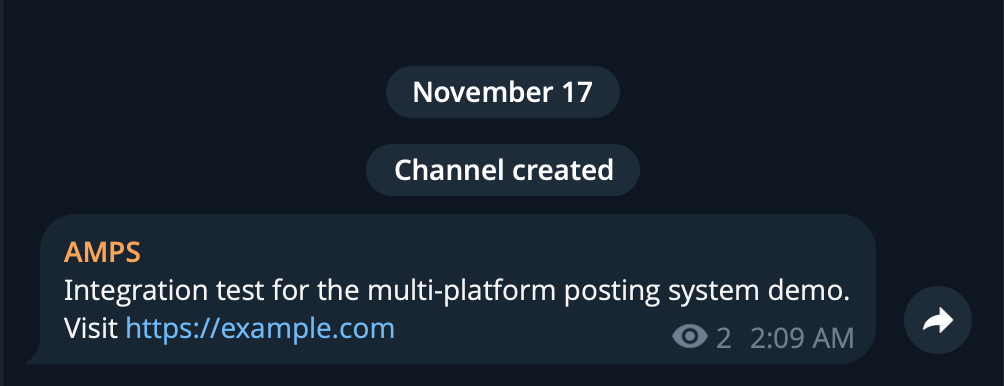 November 17
Channel created
AMPS
Integration test for the multi-platform posting system demo.
Visit https://example.com
2 2:09 AM